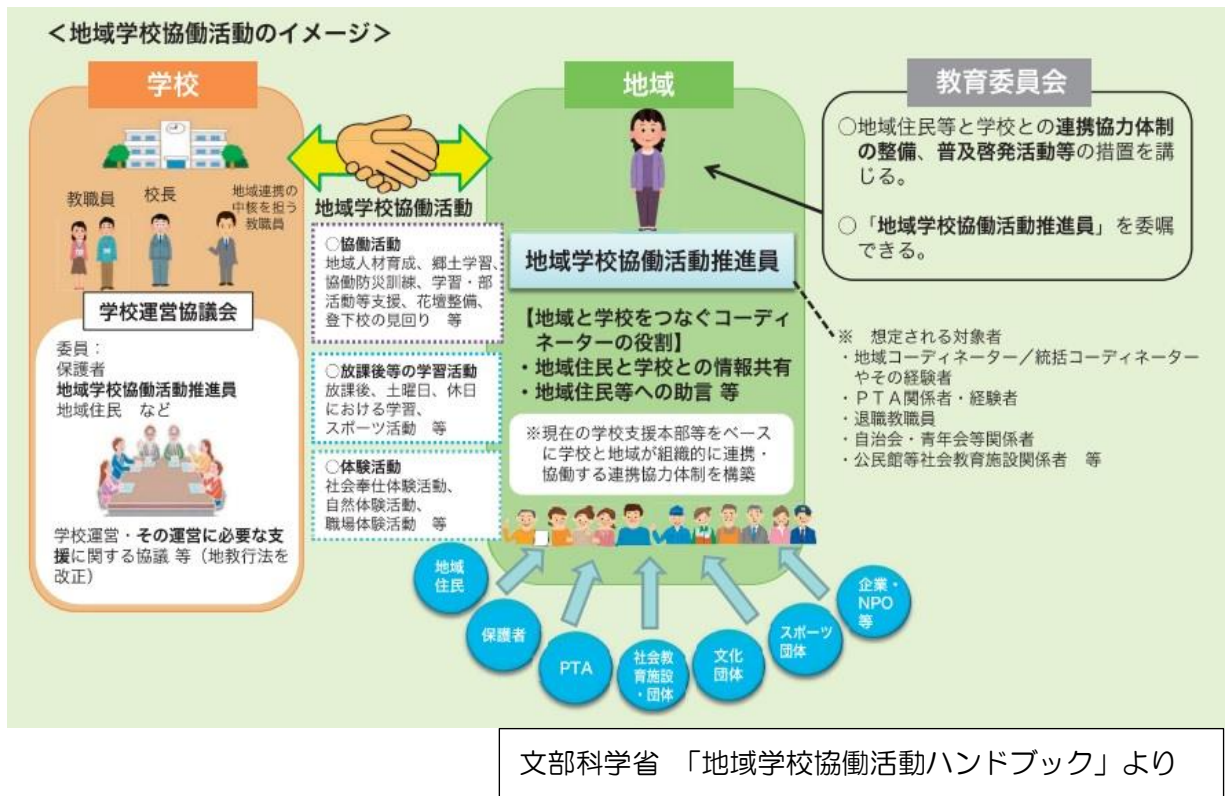 ＜地域学校協働活動のイメージ＞
学校
教職員
校長
地域連携の
中核を担う
教職員
学校運営協議会
委員：
保護者
地域学校協働活動推進員
地域住民　など
学校運営・その運営に必要な支
援に関する協議 等（地教行法を
改正）
地域学校協働活動
○協働活動
地域人材育成、郷土学習、
協働防災訓練、学習・部
活動等支援、花壇整備、
登下校の見回り　等
○放課後等の学習活動
放課後、土曜日、休日
における学習、
スポーツ活動　等
○体験活動
社会奉仕体験活動、
自然体験活動、
職場体験活動　等
地域
地域学校協働活動推進員
【地域と学校をつなぐコーディ
ネーターの役割】
・地域住民と学校との情報共有
・地域住民等への助言 等
※現在の学校支援本部等をベース
に学校と地域が組織的に連携・
協働する連携協力体制を構築
地域
住民
保護者
PTA
社会教
育施設
・団体
文化
団体
スポーツ
団体
企業・
NPO
等
教育委員会
○地域住民等と学校との連携協力体制
の整備、普及啓発活動等の措置を講
じる。
○「地域学校協働活動推進員」を委嘱
できる。
※　想定される対象者
・地域コーディネーター／統括コーディネーター
やその経験者
・ＰＴＡ関係者・経験者
・退職教職員
・自治会・青年会等関係者
・公民館等社会教育施設関係者　等
文部科学省　「地域学校協働活動ハンドブック」より